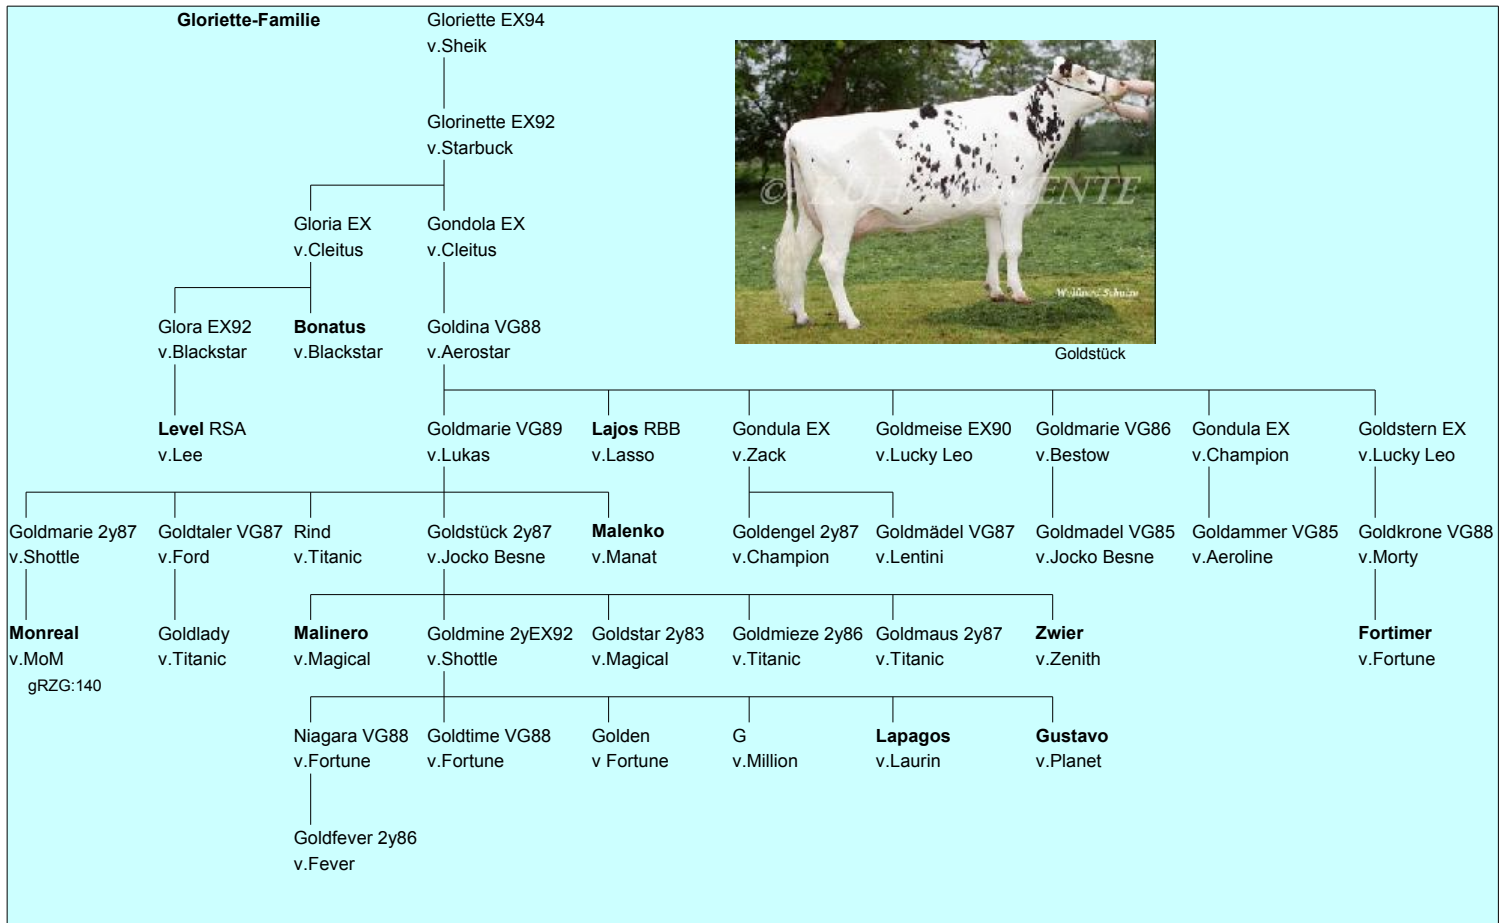 Gloriette-Familie
Gloriette EX94
v.Sheik
Glorinette EX92
v.Starbuck
Gloria EX
v.Cleitus
Gondola EX
v.Cleitus
Glora EX92
v.Blackstar
Bonatus
v.Blackstar
Goldina VG88
v.Aerostar
Goldstück
Level RSA
v.Lee
Goldmarie VG89
v.Lukas
Lajos RBB
v.Lasso
Gondula EX
v.Zack
Goldmeise EX90
v.Lucky Leo
Goldmarie VG86
v.Bestow
Gondula EX
v.Champion
Goldstern EX
v.Lucky Leo
Goldmarie 2y87
v.Shottle
Goldtaler VG87
v.Ford
Rind
v.Titanic
Goldstück 2y87
v.Jocko Besne
Malenko
v.Manat
Goldengel 2y87
v.Champion
Goldmädel VG87
v.Lentini
Goldmadel VG85
v.Jocko Besne
Goldammer VG85
v.Aeroline
Goldkrone VG88
v.Morty
Monreal
v.MoM
gRZG:140
Goldlady
v.Titanic
Malinero
v.Magical
Goldmine 2yEX92
v.Shottle
Goldstar 2y83
v.Magical
Goldmieze 2y86
v.Titanic
Goldmaus 2y87
v.Titanic
Zwier
v.Zenith
Fortimer
v.Fortune
Niagara VG88
v.Fortune
Goldtime VG88
v.Fortune
Golden
v Fortune
G
v.Million
Lapagos
v.Laurin
Gustavo
v.Planet
Goldfever 2y86
v.Fever